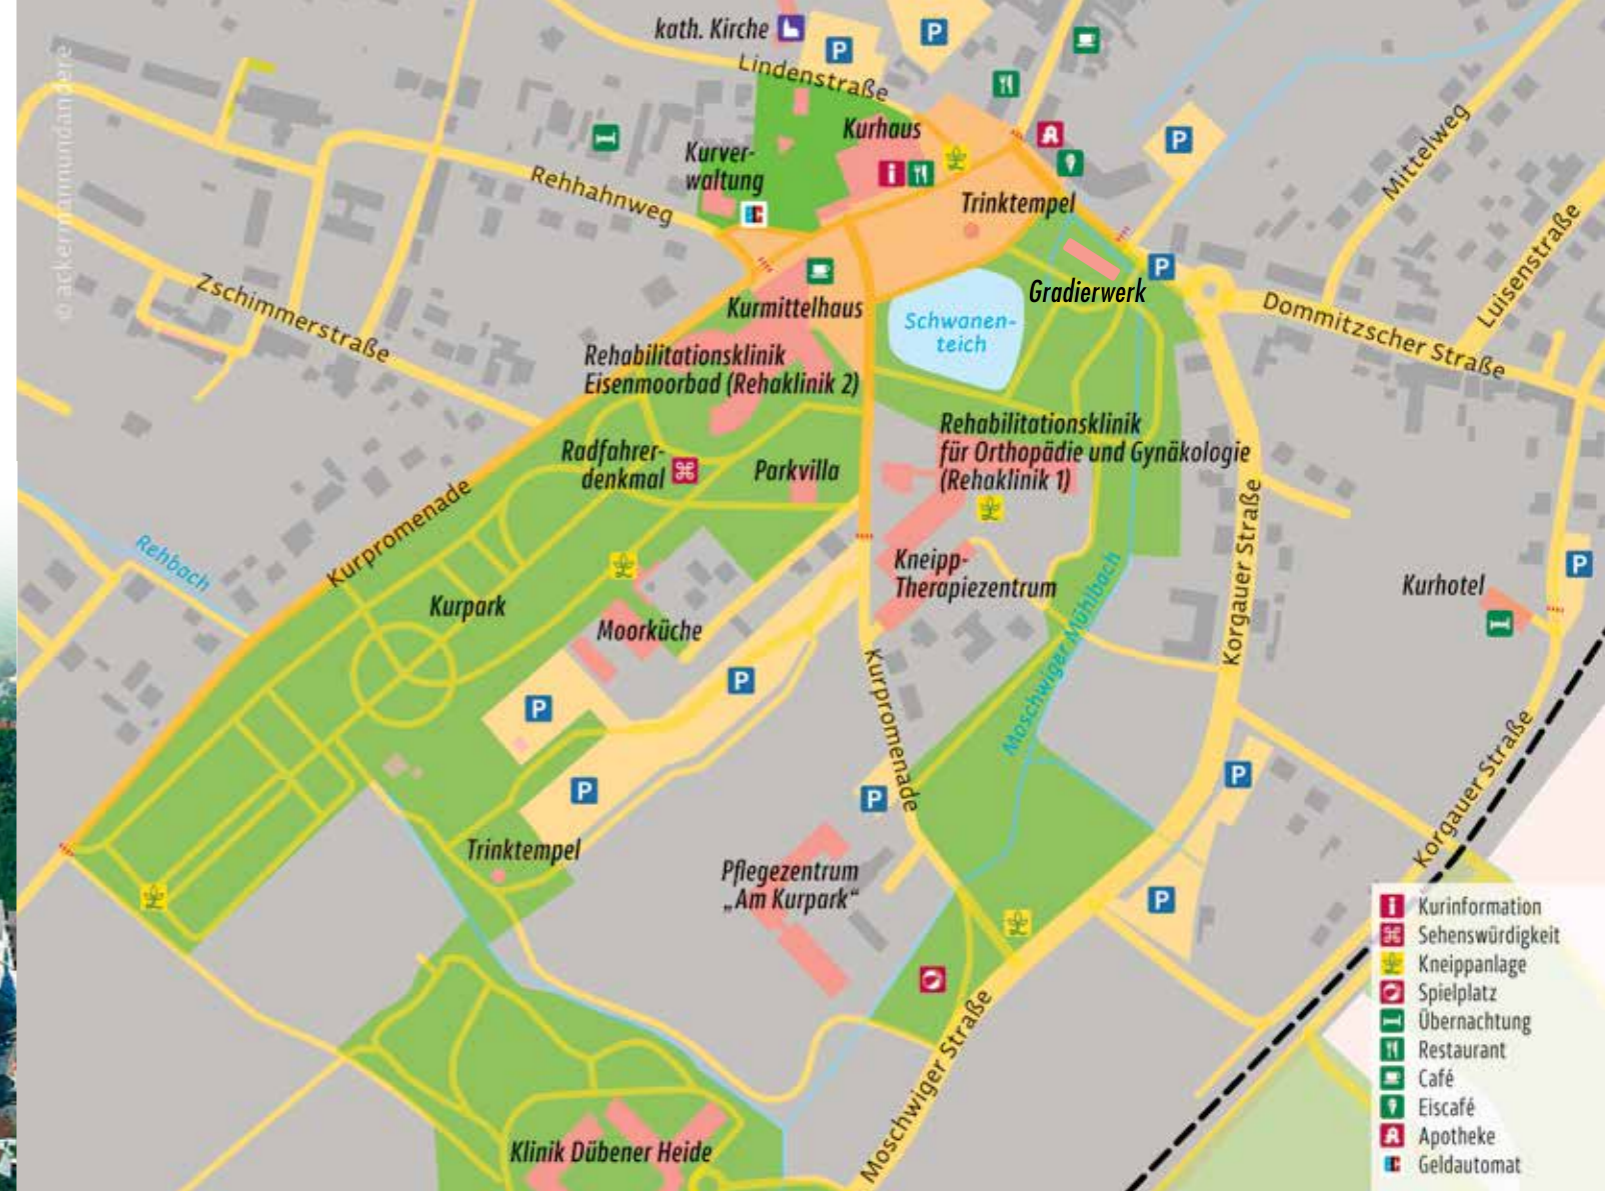 © ackermannundandere
kath. Kirche
P
P
Lindenstraße
Kurhaus
Kurver-
waltung
Rehhahnweg
Trinktempel
P
Mittelweg
Luisenstraße
P
Gradierwerk
Dommitzscher Straße
Zschimmerstraße
Kurmittelhaus
Schwanen-
teich
Rehabilitationsklinik
Eisenmoorbad (Rehaklinik 2)
Rehabilitationsklinik
für Orthopädie und Gynäkologie
(Rehaklinik 1)
Radfahrer-
denkmal
Parkvilla
Kurpromenade
Rehbach
Kneipp-
Therapiezentrum
Kurpark
Moorküche
Moschwiger Mühlbach
Korgauer Straße
Kurhotel
P
P
P
P
Kurpromenade
P
P
Korgauer Straße
Trinktempel
Pflegezentrum
„Am Kurpark“
P
Moschwiger Straße
Klinik Dübener Heide
Kurinformation
Sehenswürdigkeit
Kneippanlage
Spielplatz
Übernachtung
Restaurant
Café
Eiscafé
Apotheke
Geldautomat